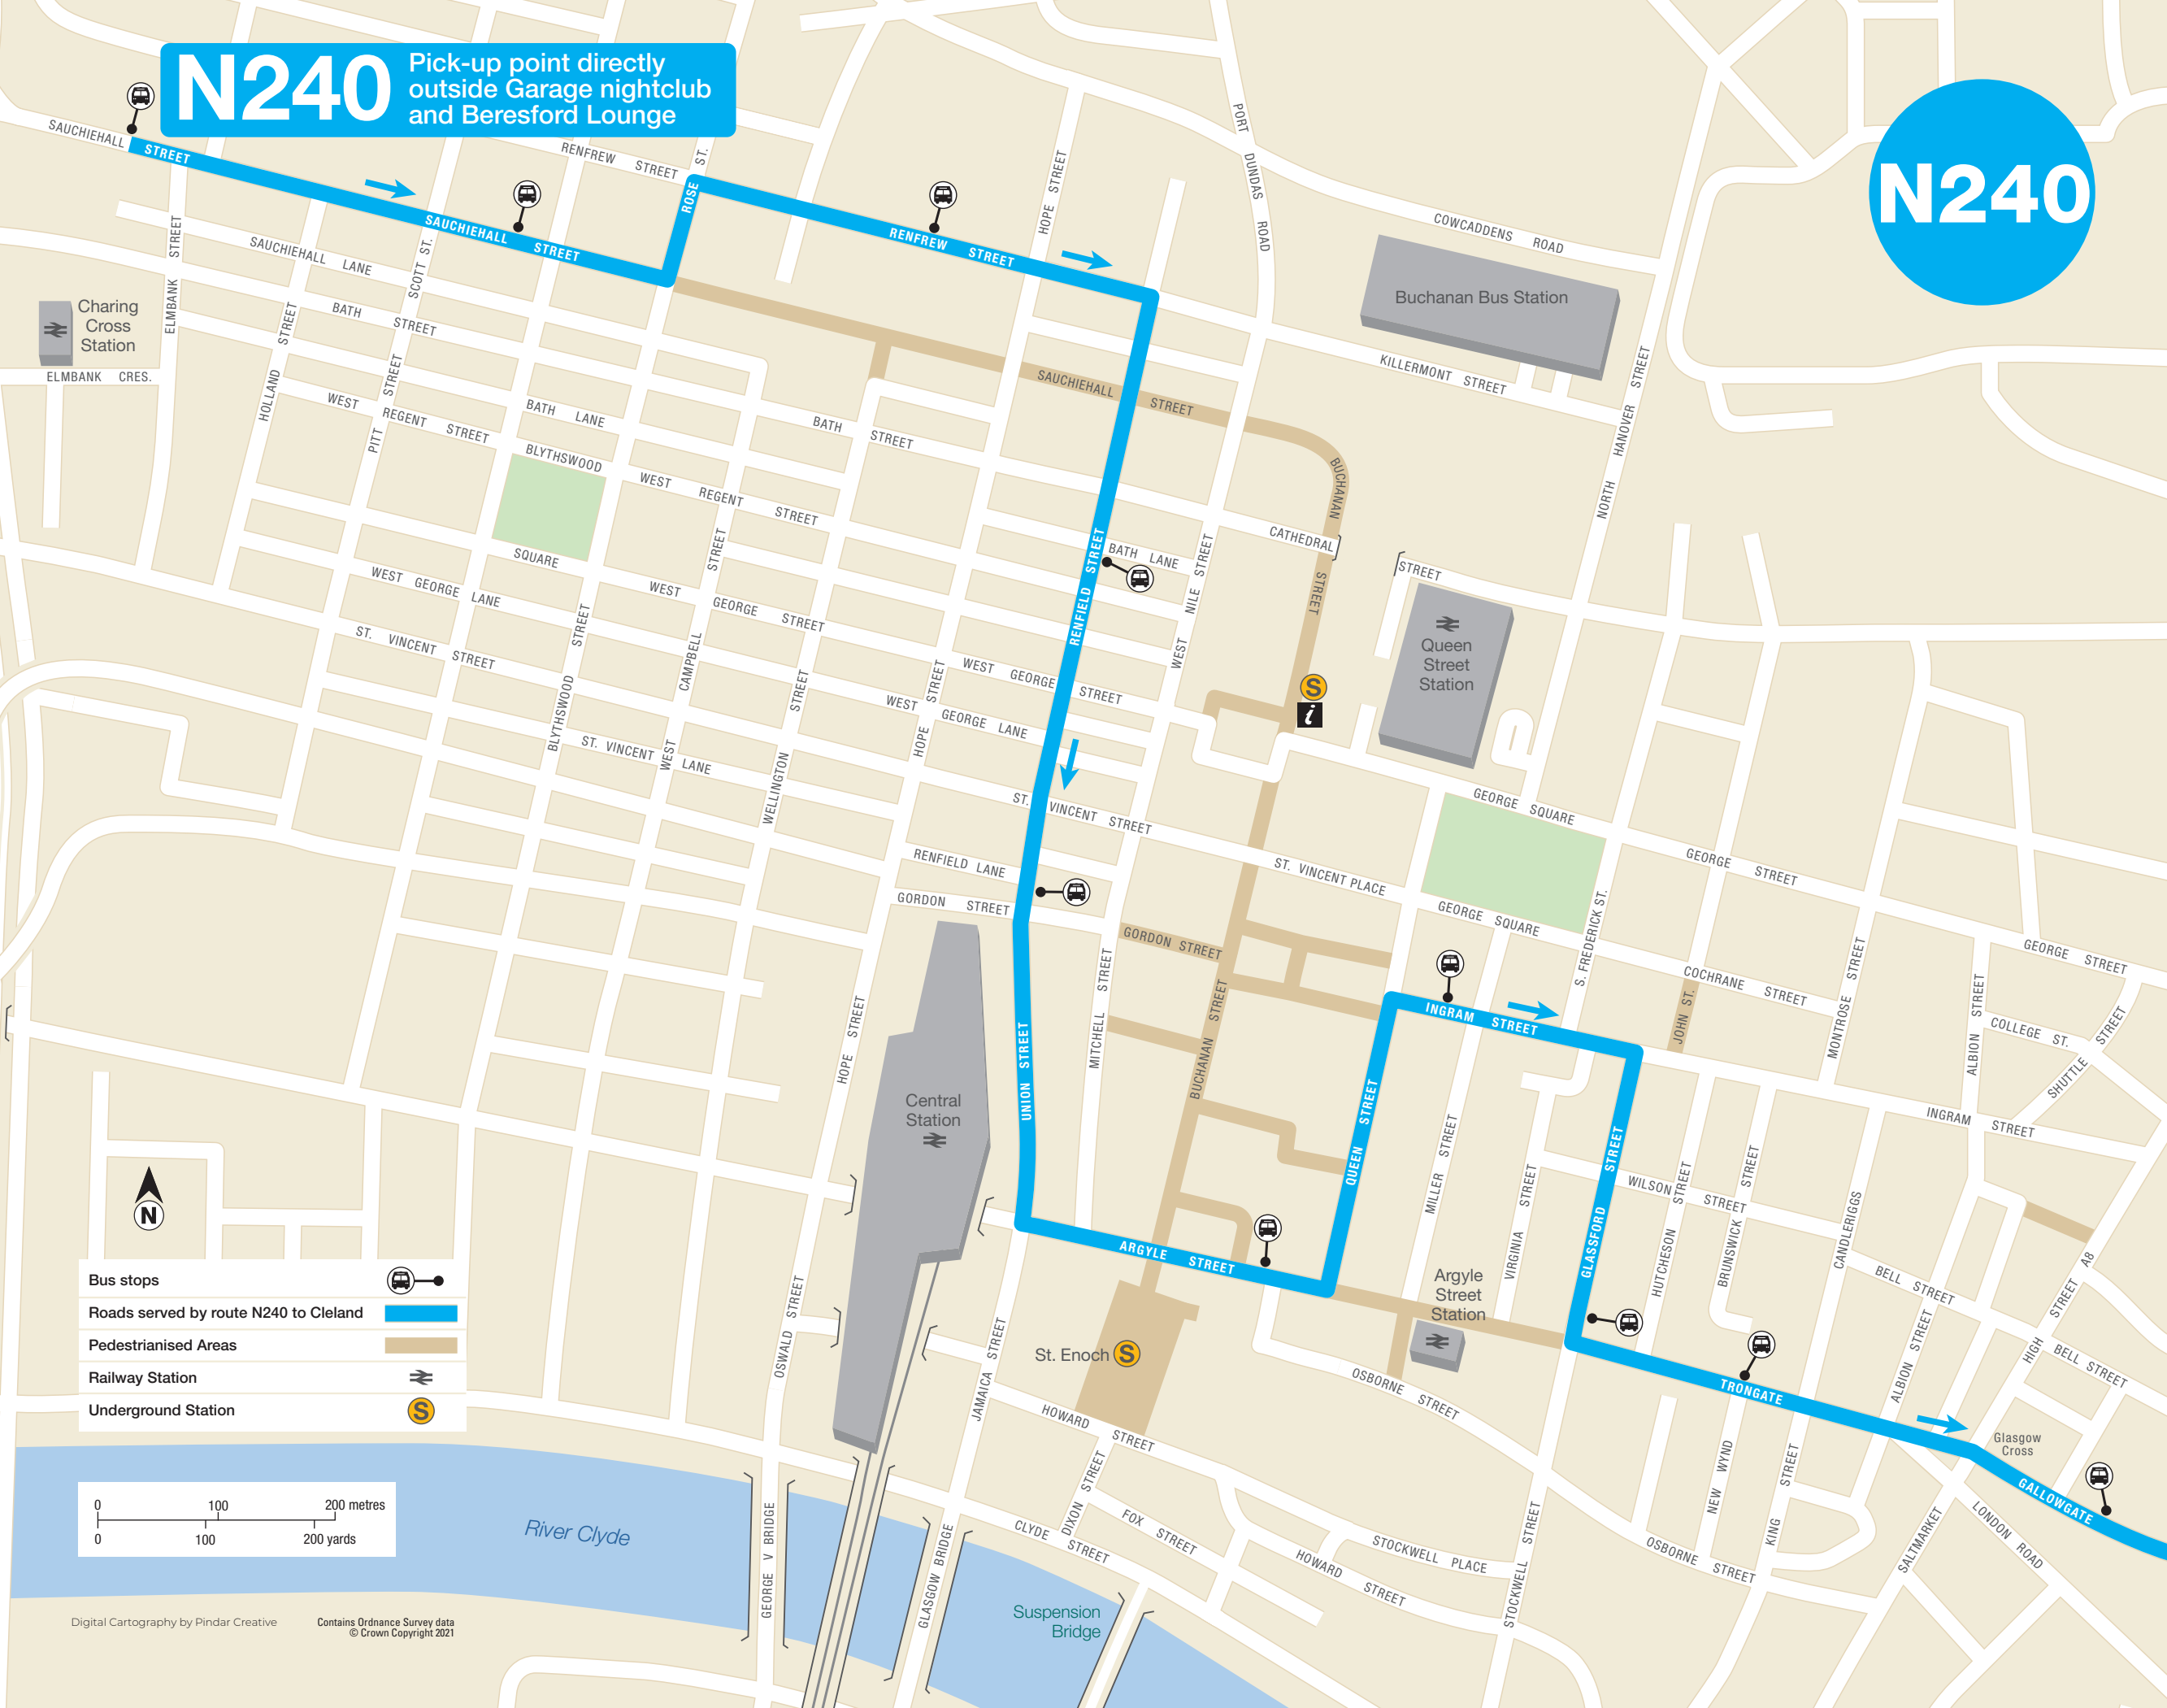 N240
Pick-up point directly
outside Garage nightclub
and Beresford Lounge
N240
SAUCHIEHALL STREET
RENFREW STREET
ROSE ST.
HOPE STREET
PORT DUNDAS ROAD
COWCADDENS ROAD
SAUCHIEHALL STREET
RENFREW STREET
Buchanan Bus Station
ELMBANK STREET
SAUCHIEHALL LANE
SCOTT ST.
Charing
Cross
Station
ELMBANK CRES.
BATH STREET
HOLLAND STREET
PITT STREET
KILLERMONT STREET
NORTH HANOVER STREET
SAUCHIEHALL STREET
WEST REGENT STREET
BATH LANE
BATH STREET
BUCHANAN STREET
BLYTHSWOOD SQUARE
WEST REGENT STREET
CATHEDRAL STREET
BATH LANE
RENFIELD STREET
WEST NILE STREET
Queen
Street
Station
S
i
WEST GEORGE LANE
WEST GEORGE STREET
ST. VINCENT STREET
BLYTHSWOOD STREET
WEST CAMPBELL STREET
WELLINGTON STREET
HOPE STREET
WEST GEORGE STREET
WEST GEORGE LANE
ST. VINCENT LANE
ST. VINCENT STREET
GEORGE SQUARE
GEORGE STREET
ST. VINCENT PLACE
RENFIELD LANE
GORDON STREET
GORDON STREET
GEORGE SQUARE
S. FREDERICK ST.
COCHRANE STREET
GEORGE STREET
JOHN ST.
MONTROSE STREET
ALBION STREET
COLLEGE ST.
SHUTTLE STREET
INGRAM STREET
INGRAM STREET
HOPE STREET
UNION STREET
MITCHELL STREET
BUCHANAN STREET
QUEEN STREET
Central
Station
MILLER STREET
VIRGINIA STREET
GLASSFORD STREET
WILSON STREET
HUTCHESON STREET
BRUNSWICK STREET
CANDLERIGGS
BELL STREET
HIGH STREET A8
BELL STREET
ALBION STREET
ARGYLE STREET
Argyle
Street
Station
St. Enoch S
OSWALD STREET
JAMAICA STREET
HOWARD STREET
OSBORNE STREET
TRONGATE
Glasgow
Cross
GALLOWGATE
LONDON ROAD
SALTMARKET
NEW WYND
KING STREET
OSBORNE STREET
STOCKWELL STREET
STOCKWELL PLACE
HOWARD STREET
DIXON STREET
FOX STREET
CLYDE STREET
GLASGOW BRIDGE
GEORGE V BRIDGE
River Clyde
Suspension
Bridge
N
Bus stops
Roads served by route N240 to Cleland
Pedestrianised Areas
Railway Station
Underground Station S
0 100 200 metres
0 100 200 yards
Digital Cartography by Pindar Creative
Contains Ordnance Survey data
© Crown Copyright 2021